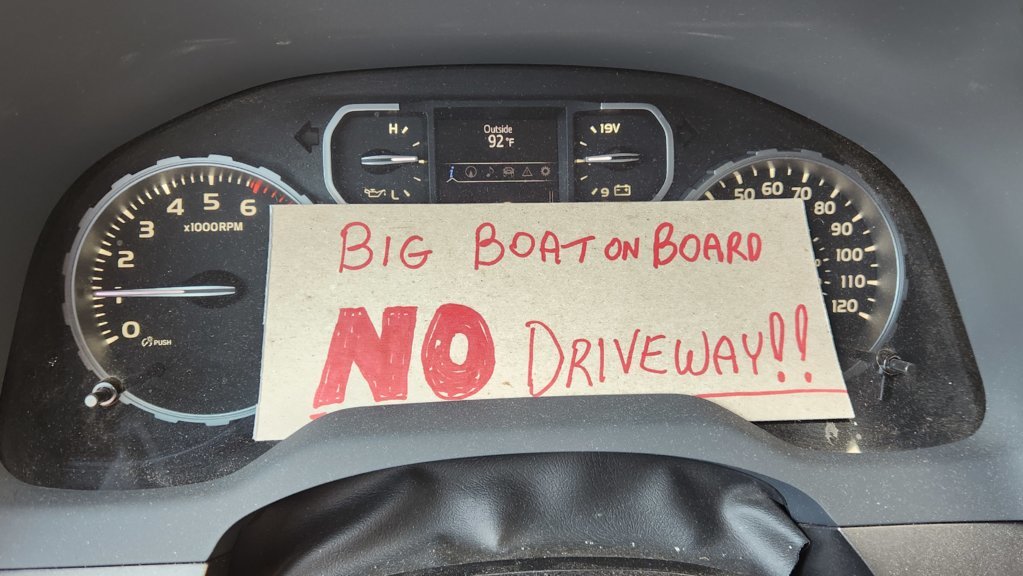 H 19V
Outside
92°F
L 9
4 5 6
3
x1000RPM
2
1
0
PUSH
50 60 70
80
90
100
110
120
BIG BOAT ON BOARD
NO DRIVEWAY!!